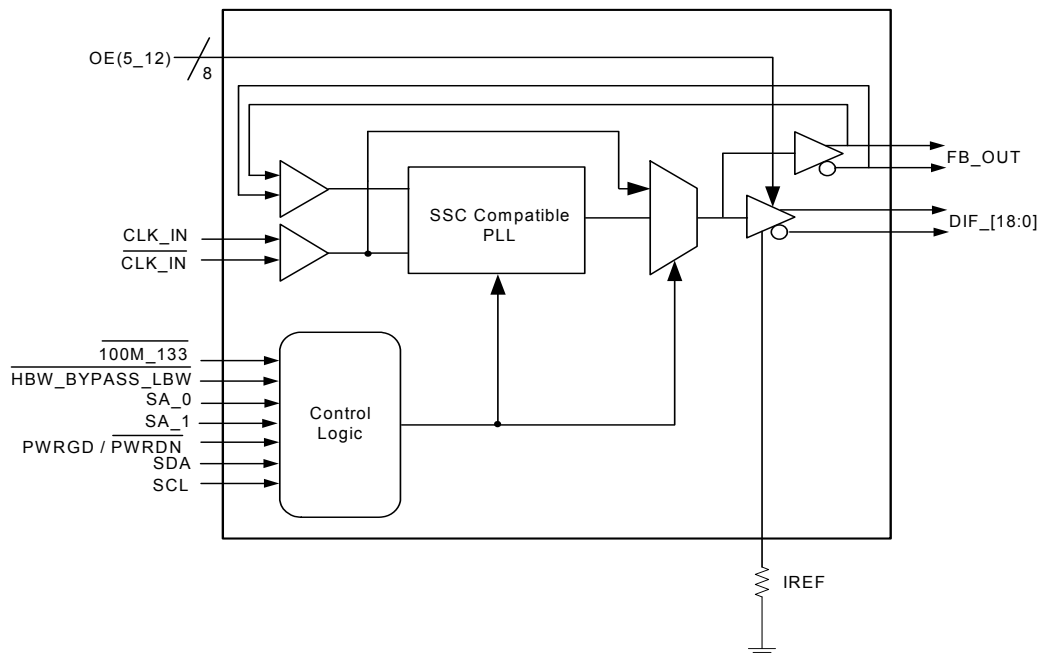 OE(5_12)
8
FB_OUT
SSC Compatible
PLL
DIF_[18:0]
CLK_IN
CLK_IN
100M_133
HBW_BYPASS_LBW
SA_0
SA_1
PWRGD / PWRDN
SDA
SCL
Control
Logic
IREF